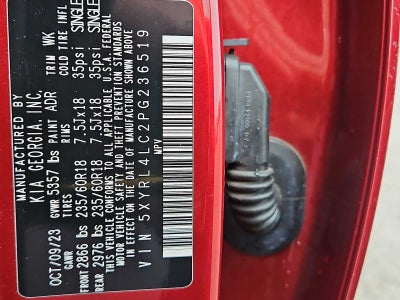 MANUFACTURED BY
KIA GEORGIA, INC.
OCT/09/23 GVWR 5357 lbs PAINT ADR TRIM WK
GAWR TIRES RIMS COLD TIRE INFL
FRONT 2866 lbs 235/60R18 7.5Jx18 35psi SINGLE
REAR 2976 lbs 235/60R18 7.5Jx18 35psi SINGLE
THIS VEHICLE CONFORMS TO ALL APPLICABLE U.S.A. FEDERAL
MOTOR VEHICLE SAFETY AND THEFT PREVENTION STANDARDS
IN EFFECT ON THE DATE OF MANUFACTURE SHOWN ABOVE.
VIN 5XYRL4LC2PG236519
MPV